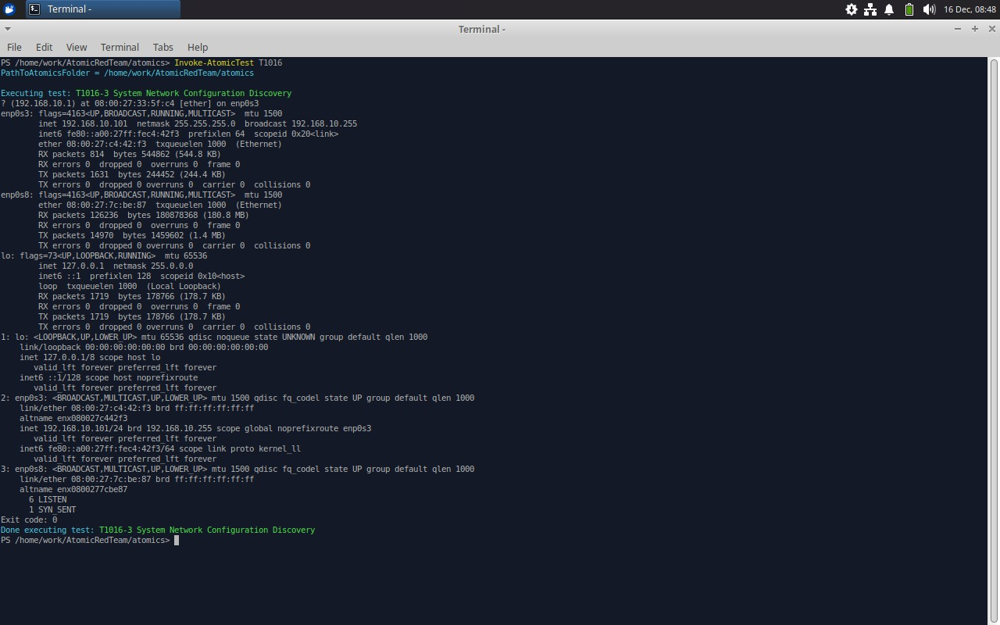 Terminal -
16 Dec, 08:48
Terminal -
File Edit View Terminal Tabs Help
PS /home/work/AtomicRedTeam/atomics> Invoke-AtomicTest T1016
PathToAtomicsFolder = /home/work/AtomicRedTeam/atomics
Executing test: T1016-3 System Network Configuration Discovery
? (192.168.10.1) at 08:00:27:33:5f:c4 [ether] on enp0s3
enp0s3: flags=4163<UP,BROADCAST,RUNNING,MULTICAST>  mtu 1500
        inet 192.168.10.101  netmask 255.255.255.0  broadcast 192.168.10.255
        inet6 fe80::a00:27ff:fec4:42f3  prefixlen 64  scopeid 0x20<link>
        ether 08:00:27:c4:42:f3  txqueuelen 1000  (Ethernet)
        RX packets 814  bytes 544862 (544.8 KB)
        RX errors 0  dropped 0  overruns 0  frame 0
        TX packets 1631  bytes 244452 (244.4 KB)
        TX errors 0  dropped 0 overruns 0  carrier 0  collisions 0
enp0s8: flags=4163<UP,BROADCAST,RUNNING,MULTICAST>  mtu 1500
        ether 08:00:27:7c:be:87  txqueuelen 1000  (Ethernet)
        RX packets 126236  bytes 180878368 (180.8 MB)
        RX errors 0  dropped 0  overruns 0  frame 0
        TX packets 14970  bytes 1459602 (1.4 MB)
        TX errors 0  dropped 0 overruns 0  carrier 0  collisions 0
lo: flags=73<UP,LOOPBACK,RUNNING>  mtu 65536
        inet 127.0.0.1  netmask 255.0.0.0
        inet6 ::1  prefixlen 128  scopeid 0x10<host>
        loop  txqueuelen 1000  (Local Loopback)
        RX packets 1719  bytes 178766 (178.7 KB)
        RX errors 0  dropped 0  overruns 0  frame 0
        TX packets 1719  bytes 178766 (178.7 KB)
        TX errors 0  dropped 0 overruns 0  carrier 0  collisions 0
1: lo: <LOOPBACK,UP,LOWER_UP> mtu 65536 qdisc noqueue state UNKNOWN group default qlen 1000
    link/loopback 00:00:00:00:00:00 brd 00:00:00:00:00:00
    inet 127.0.0.1/8 scope host lo
       valid_lft forever preferred_lft forever
    inet6 ::1/128 scope host noprefixroute
       valid_lft forever preferred_lft forever
2: enp0s3: <BROADCAST,MULTICAST,UP,LOWER_UP> mtu 1500 qdisc fq_codel state UP group default qlen 1000
    link/ether 08:00:27:c4:42:f3 brd ff:ff:ff:ff:ff:ff
    altname enx080027c442f3
    inet 192.168.10.101/24 brd 192.168.10.255 scope global noprefixroute enp0s3
       valid_lft forever preferred_lft forever
    inet6 fe80::a00:27ff:fec4:42f3/64 scope link proto kernel_ll
       valid_lft forever preferred_lft forever
3: enp0s8: <BROADCAST,MULTICAST,UP,LOWER_UP> mtu 1500 qdisc fq_codel state UP group default qlen 1000
    link/ether 08:00:27:7c:be:87 brd ff:ff:ff:ff:ff:ff
    altname enx0800277cbe87
      6 LISTEN
      1 SYN_SENT
Exit code: 0
Done executing test: T1016-3 System Network Configuration Discovery
PS /home/work/AtomicRedTeam/atomics>